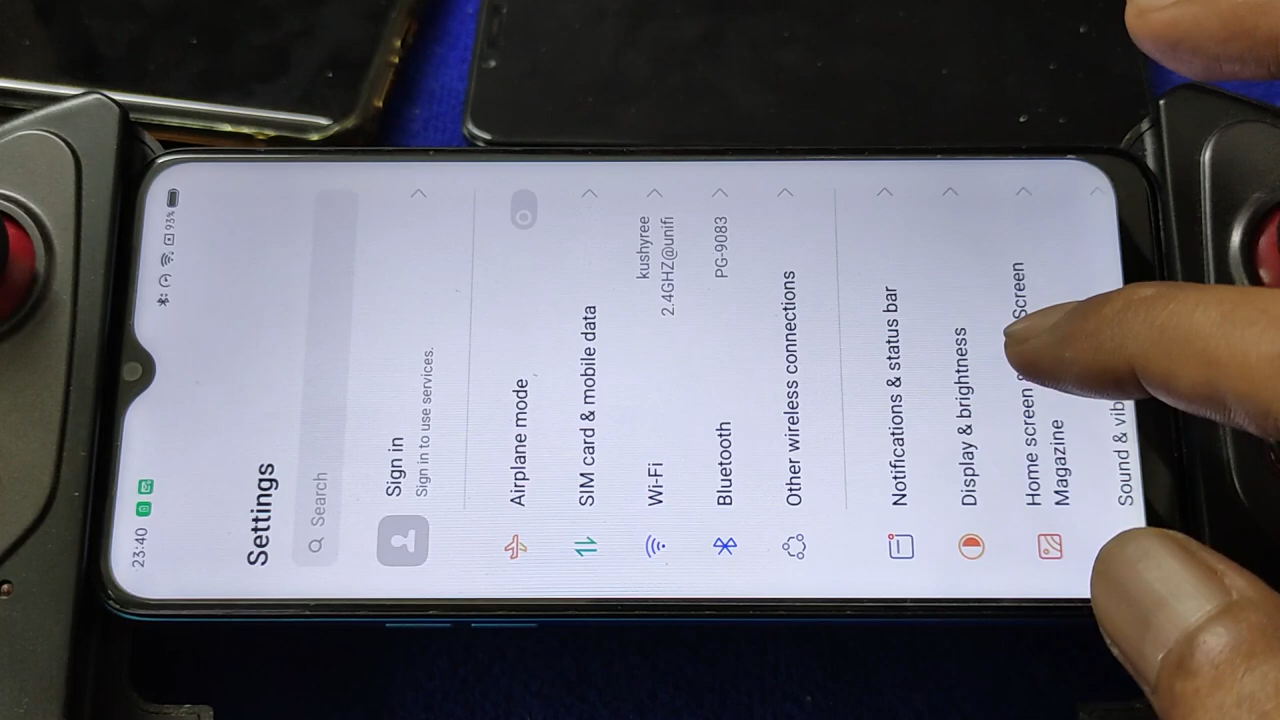 23:40
93%
Settings
Search
Sign in
Sign in to use services.
Airplane mode
SIM card & mobile data
Wi-Fi
kushyree
2.4GHZ@unifi
Bluetooth
PG-9083
Other wireless connections
Notifications & status bar
Display & brightness
Home screen & Screen
Magazine
Sound & vib